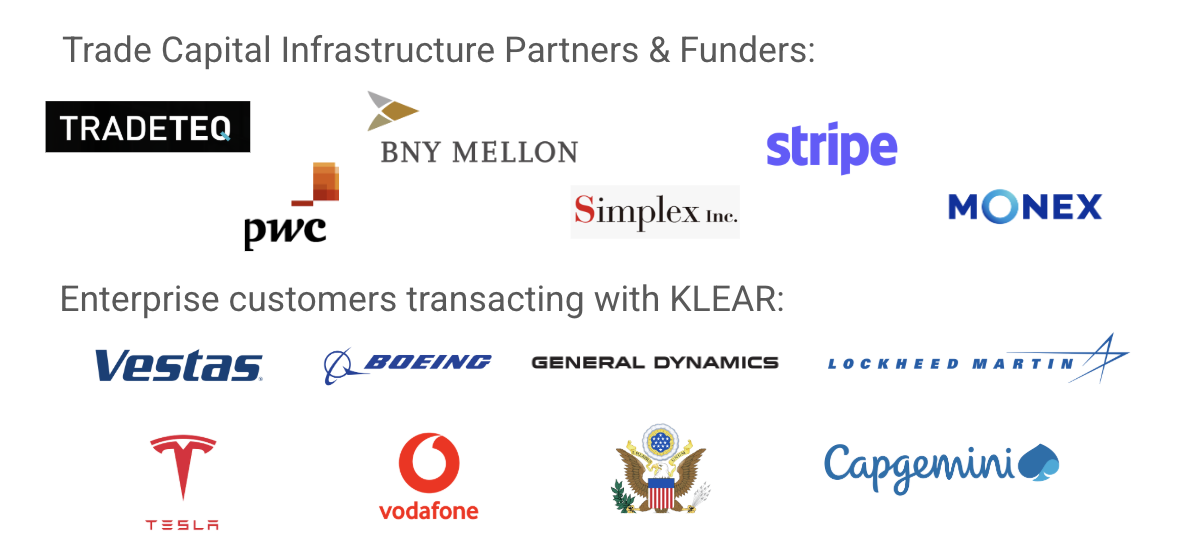 Trade Capital Infrastructure Partners & Funders:
TRADETEQ
BNY MELLON
stripe
pwc
Simplex Inc.
MONEX
Enterprise customers transacting with KLEAR:
Vestas®
BOEING
GENERAL DYNAMICS
LOCKHEED MARTIN
TESLA
vodafone
Capgemini